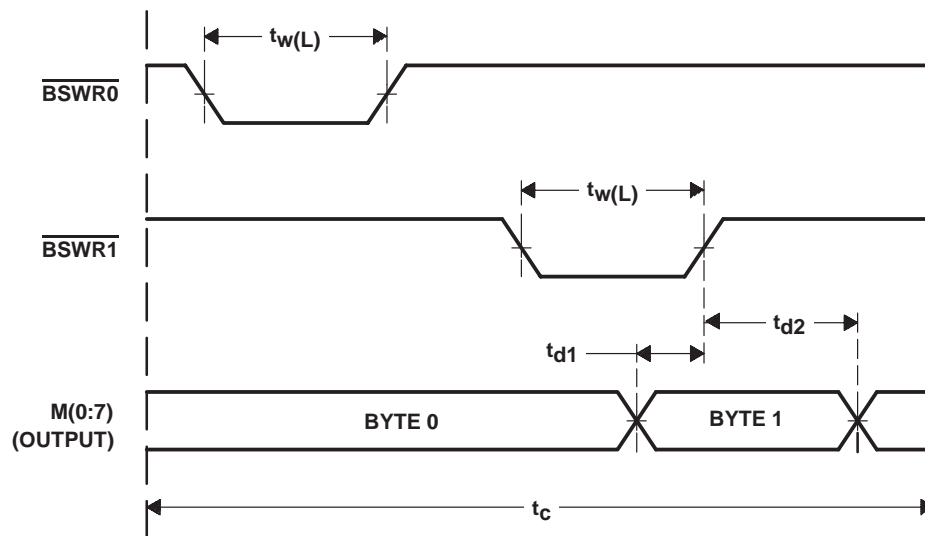 tw(L)
BSWR0
tw(L)
BSWR1
td2
td1
M(0:7)
(OUTPUT)
BYTE 0
BYTE 1
tc